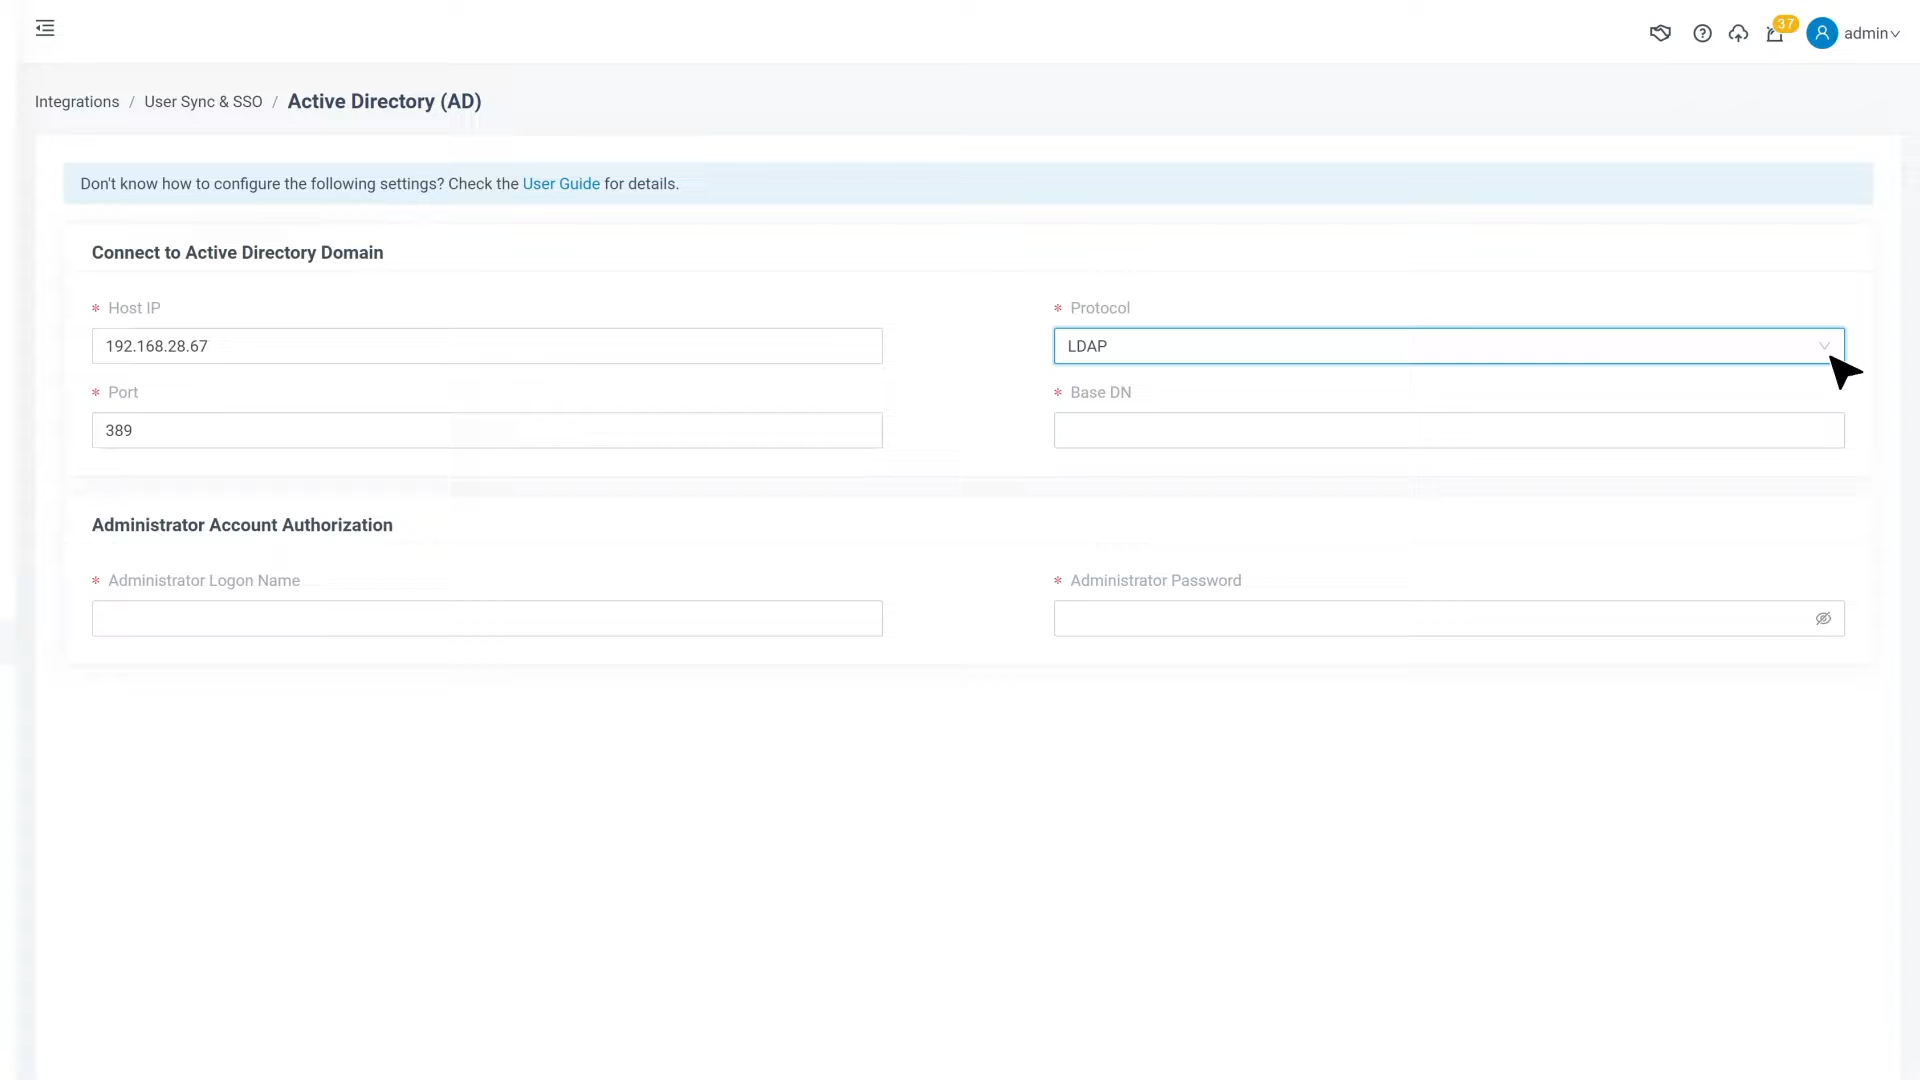 37
admin
Integrations / User Sync & SSO / Active Directory (AD)
Don't know how to configure the following settings? Check the User Guide for details.
Connect to Active Directory Domain
* Host IP
* Protocol
192.168.28.67
LDAP
* Port
* Base DN
389
Administrator Account Authorization
* Administrator Logon Name
* Administrator Password